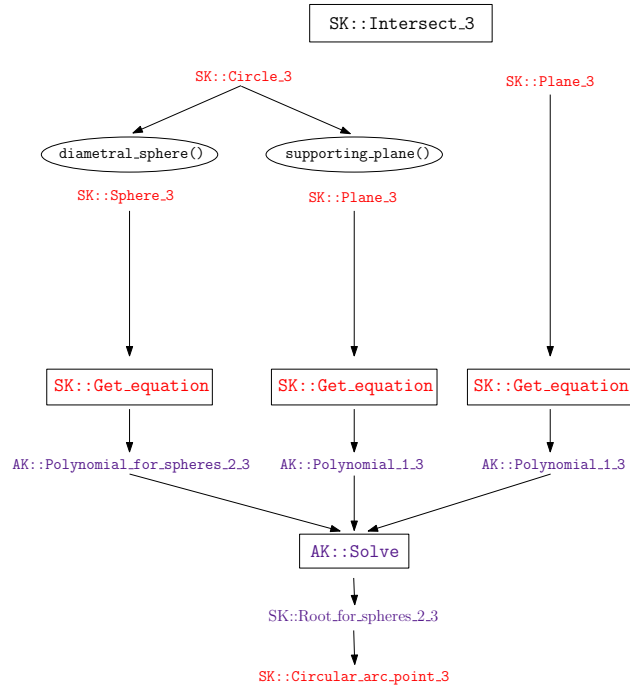 SK::Intersect_3
SK::Circle_3
SK::Plane_3
diametral_sphere()
supporting_plane()
SK::Sphere_3
SK::Plane_3
SK::Get_equation
SK::Get_equation
SK::Get_equation
AK::Polynomial_for_spheres_2_3
AK::Polynomial_1_3
AK::Polynomial_1_3
AK::Solve
SK::Root_for_spheres_2_3
SK::Circular_arc_point_3